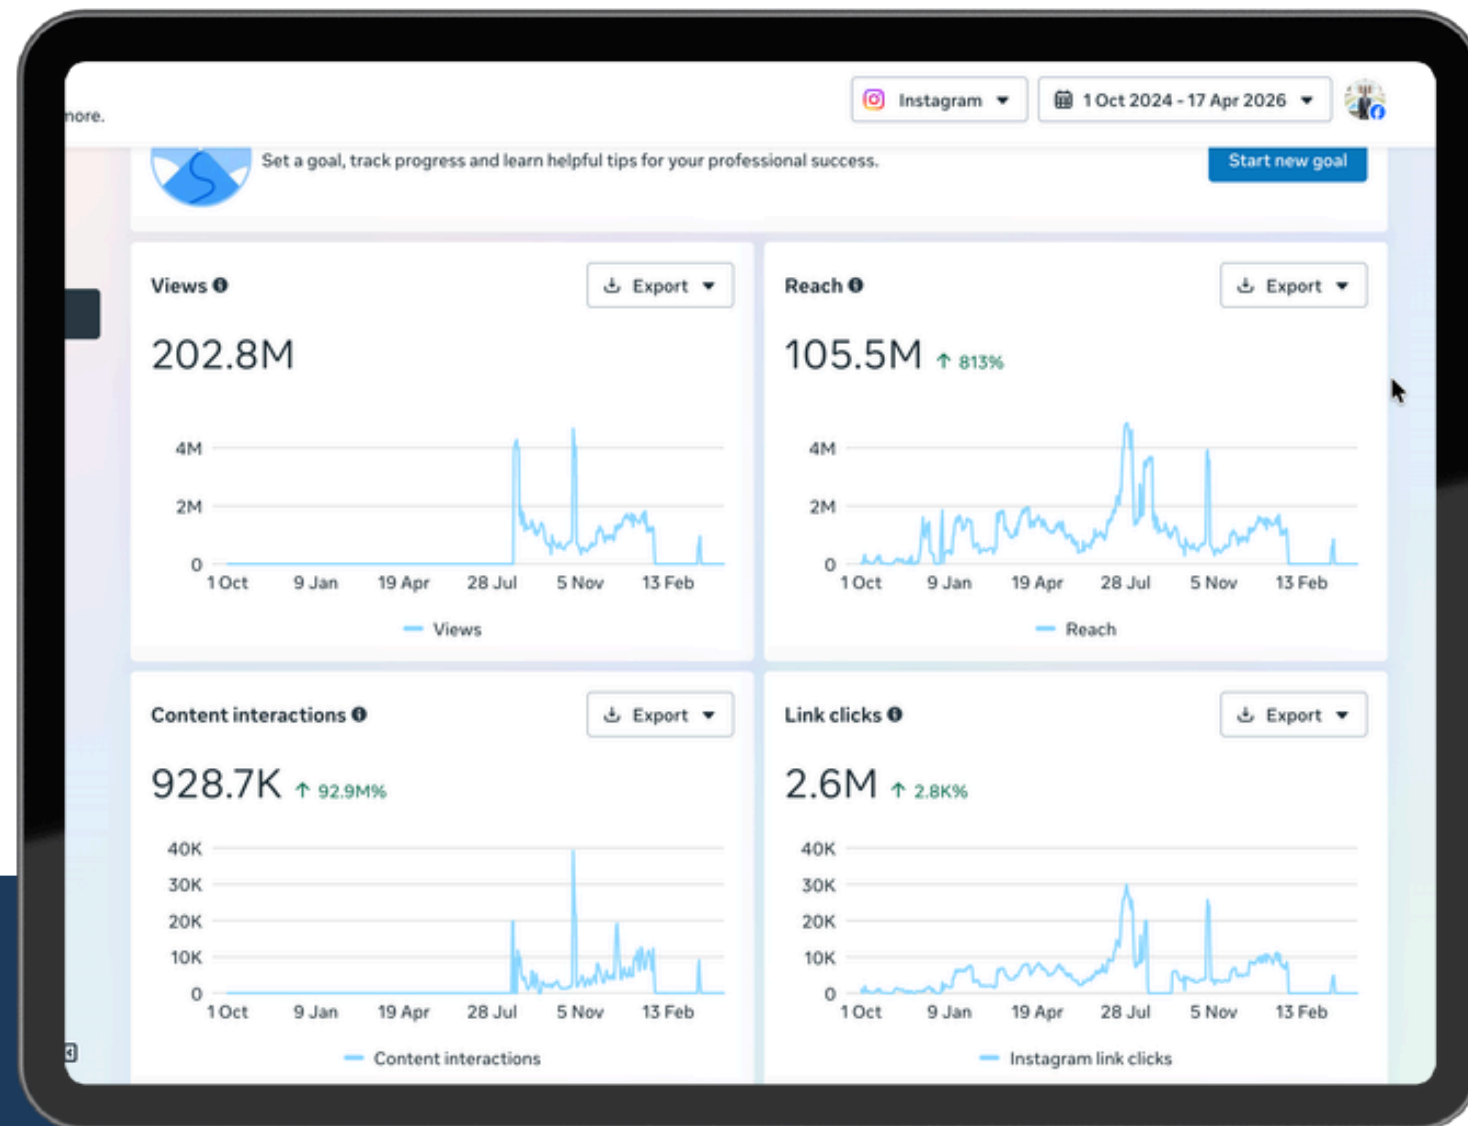 Instagram
1 Oct 2024 - 17 Apr 2026
more.
Set a goal, track progress and learn helpful tips for your professional success.
Start new goal
Views
Export
202.8M
4M
2M
0
1 Oct 9 Jan 19 Apr 28 Jul 5 Nov 13 Feb
Views
Reach
Export
105.5M ↑ 813%
4M
2M
0
1 Oct 9 Jan 19 Apr 28 Jul 5 Nov 13 Feb
Reach
Content interactions
Export
928.7K ↑ 92.9M%
40K
30K
20K
10K
0
1 Oct 9 Jan 19 Apr 28 Jul 5 Nov 13 Feb
Content interactions
Link clicks
Export
2.6M ↑ 2.8K%
40K
30K
20K
10K
0
1 Oct 9 Jan 19 Apr 28 Jul 5 Nov 13 Feb
Instagram link clicks